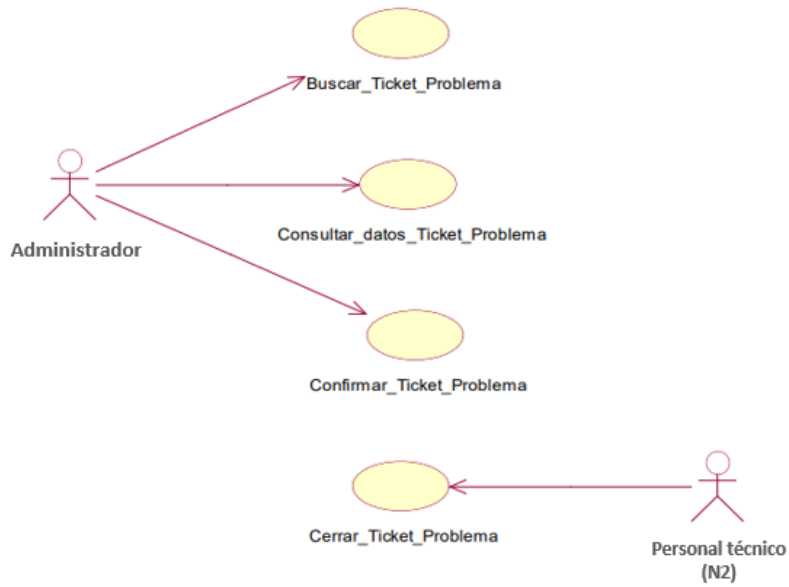 Buscar_Ticket_Problema
Consultar_datos_Ticket_Problema
Administrador
Confirmar_Ticket_Problema
Cerrar_Ticket_Problema
Personal técnico
(N2)